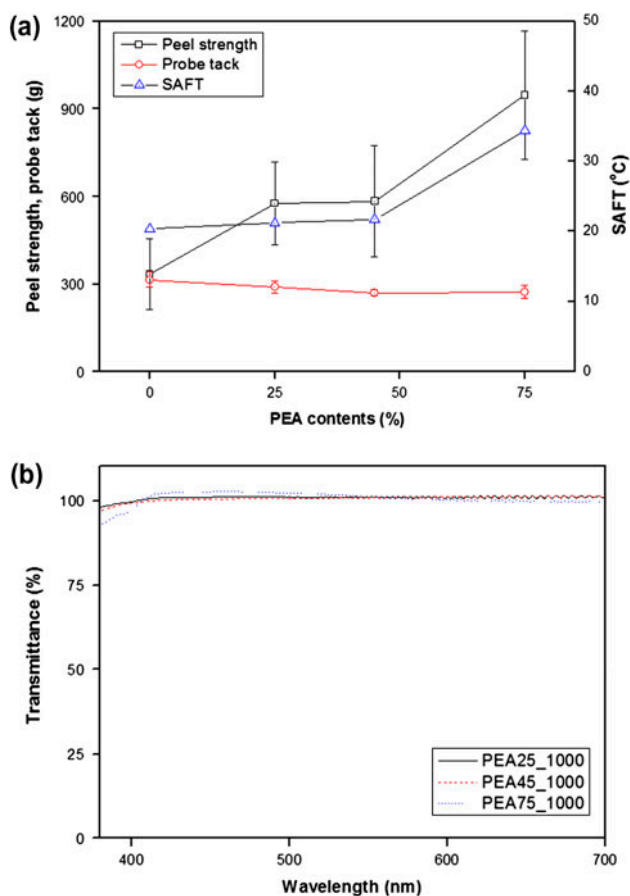 (a)
1200
900
600
300
0
Peel strength, probe tack (g)
Peel strength
Probe tack
SAFT
50
40
30
20
10
0
SAFT (°C)
0 25 50 75
PEA contents (%)
(b)
100
75
50
25
0
Transmittance (%)
PEA25_1000
PEA45_1000
PEA75_1000
400 500 600 700
Wavelength (nm)